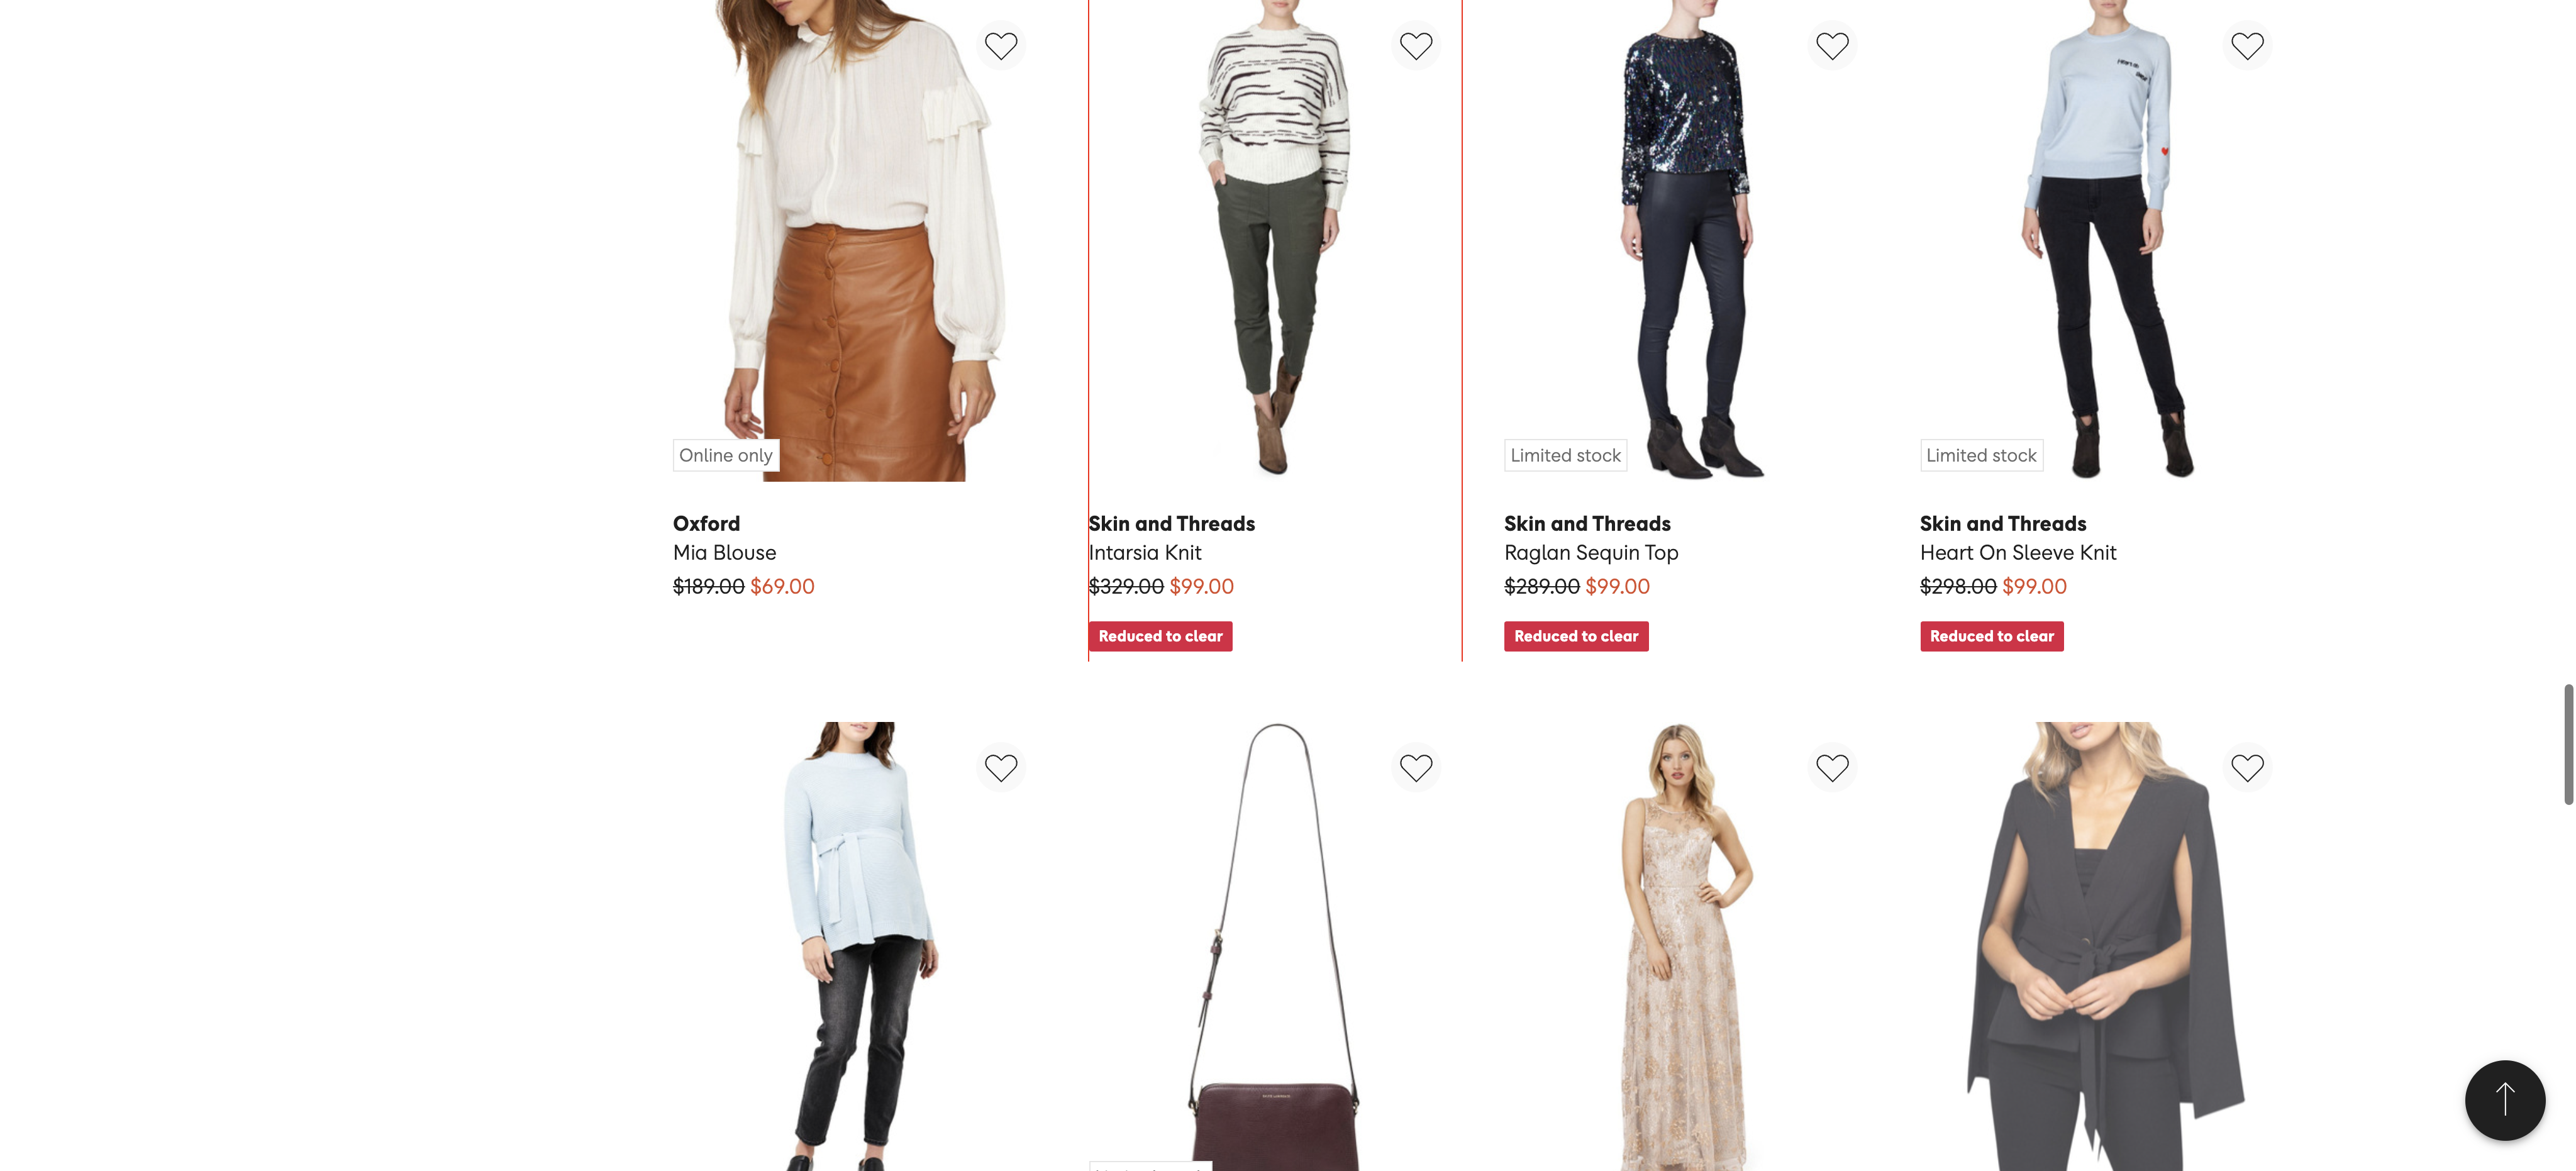 Heart on
Online only
Limited stock
Limited stock
Oxford
Mia Blouse
$189.00 $69.00
Skin and Threads
Intarsia Knit
$329.00 $99.00
Reduced to clear
Skin and Threads
Raglan Sequin Top
$289.00 $99.00
Reduced to clear
Skin and Threads
Heart On Sleeve Knit
$298.00 $99.00
Reduced to clear